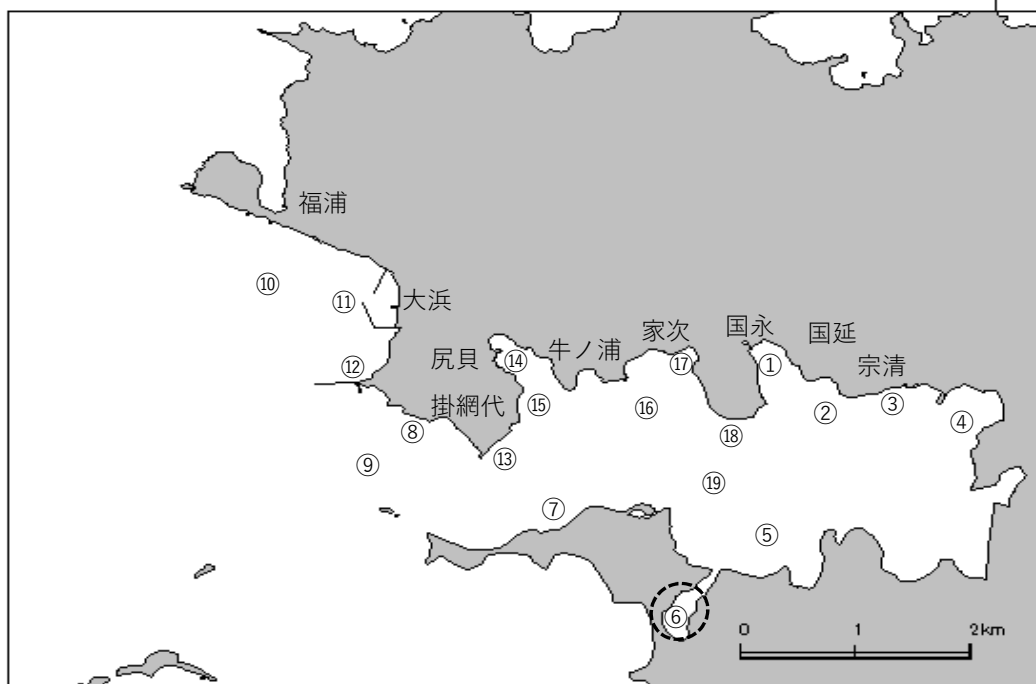 福浦
⑩
⑪
大浜
⑫
尻貝
掛網代
⑭
牛ノ浦
家次
⑰
国永
①
国延
宗清
⑮
⑯
②
③
④
⑧
⑱
⑨
⑬
⑲
⑦
⑤
⑥
0 1 2km